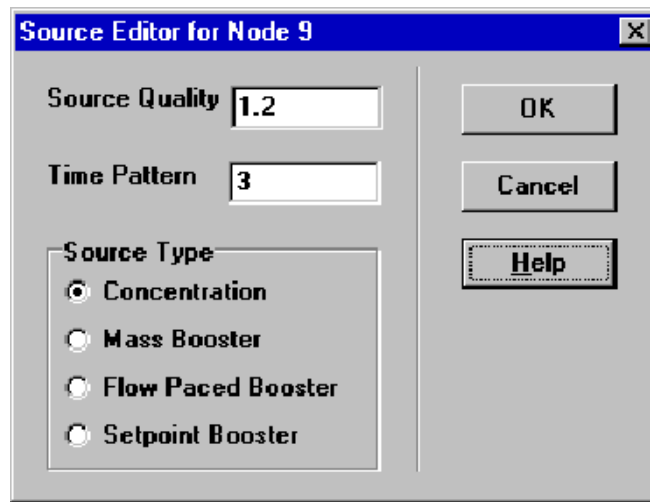 Source Editor for Node 9
Source Quality 1.2
OK
Time Pattern 3
Cancel
Source Type
Help
Concentration
Mass Booster
Flow Paced Booster
Setpoint Booster